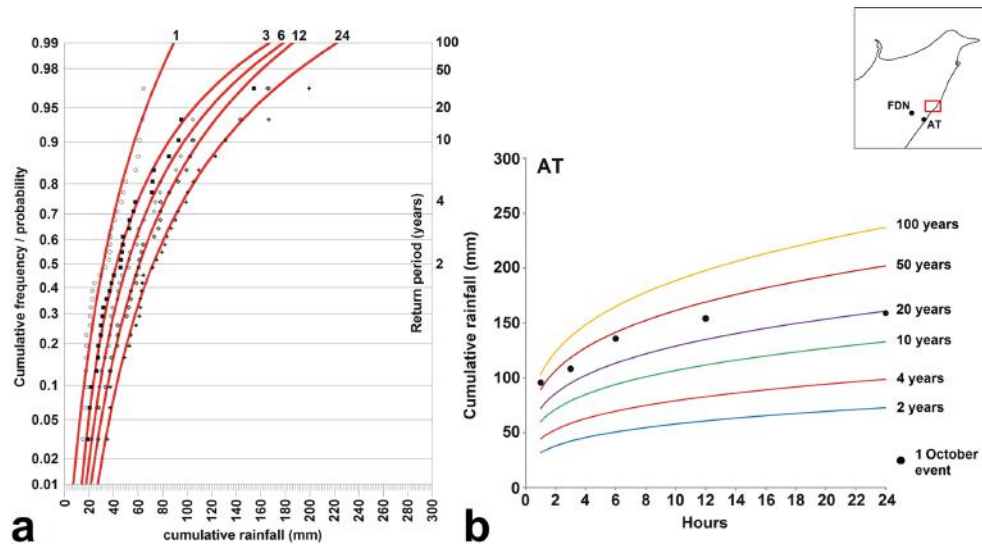 1 3 6 12 24
Cumulative frequency / probability
0.99
0.98
0.95
0.9
0.8
0.7
0.6
0.5
0.4
0.3
0.2
0.1
0.05
0.02
0.01
100
50
30
20
10
4
2
Return period (years)
0 20 40 60 80 100 120 140 160 180 200 220 240 260 280 300
cumulative rainfall (mm)
a
FDN
AT
AT
Cumulative rainfall (mm)
300
250
200
150
100
50
0
100 years
50 years
20 years
10 years
4 years
2 years
1 October
event
0 2 4 6 8 10 12 14 16 18 20 22 24
Hours
b